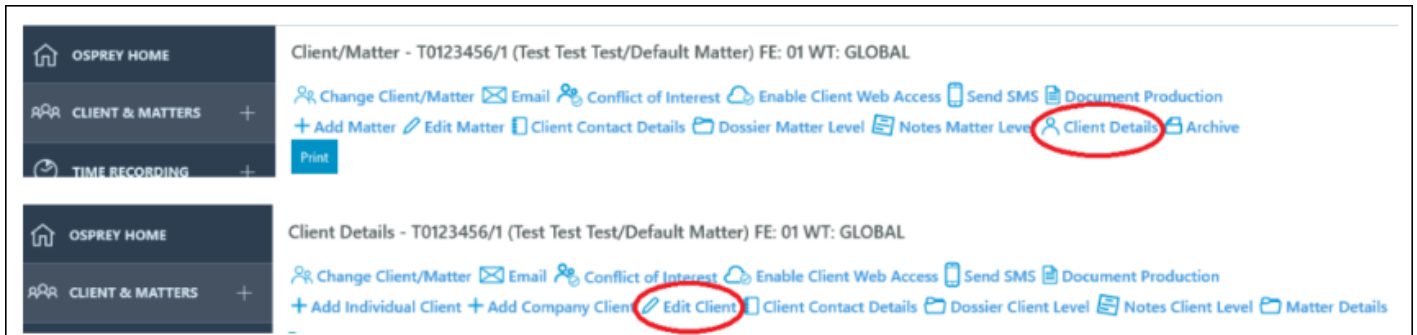 OSPREY HOME
Client/Matter - T0123456/1 (Test Test Test/Default Matter) FE: 01 WT: GLOBAL
Change Client/Matter Email Conflict of Interest Enable Client Web Access Send SMS Document Production
CLIENT & MATTERS +
+ Add Matter Edit Matter Client Contact Details Dossier Matter Level Notes Matter Level Client Details Archive
Print
TIME RECORDING +
OSPREY HOME
Client Details - T0123456/1 (Test Test Test/Default Matter) FE: 01 WT: GLOBAL
Change Client/Matter Email Conflict of Interest Enable Client Web Access Send SMS Document Production
CLIENT & MATTERS +
+ Add Individual Client + Add Company Client Edit Client Client Contact Details Dossier Client Level Notes Client Level Matter Details